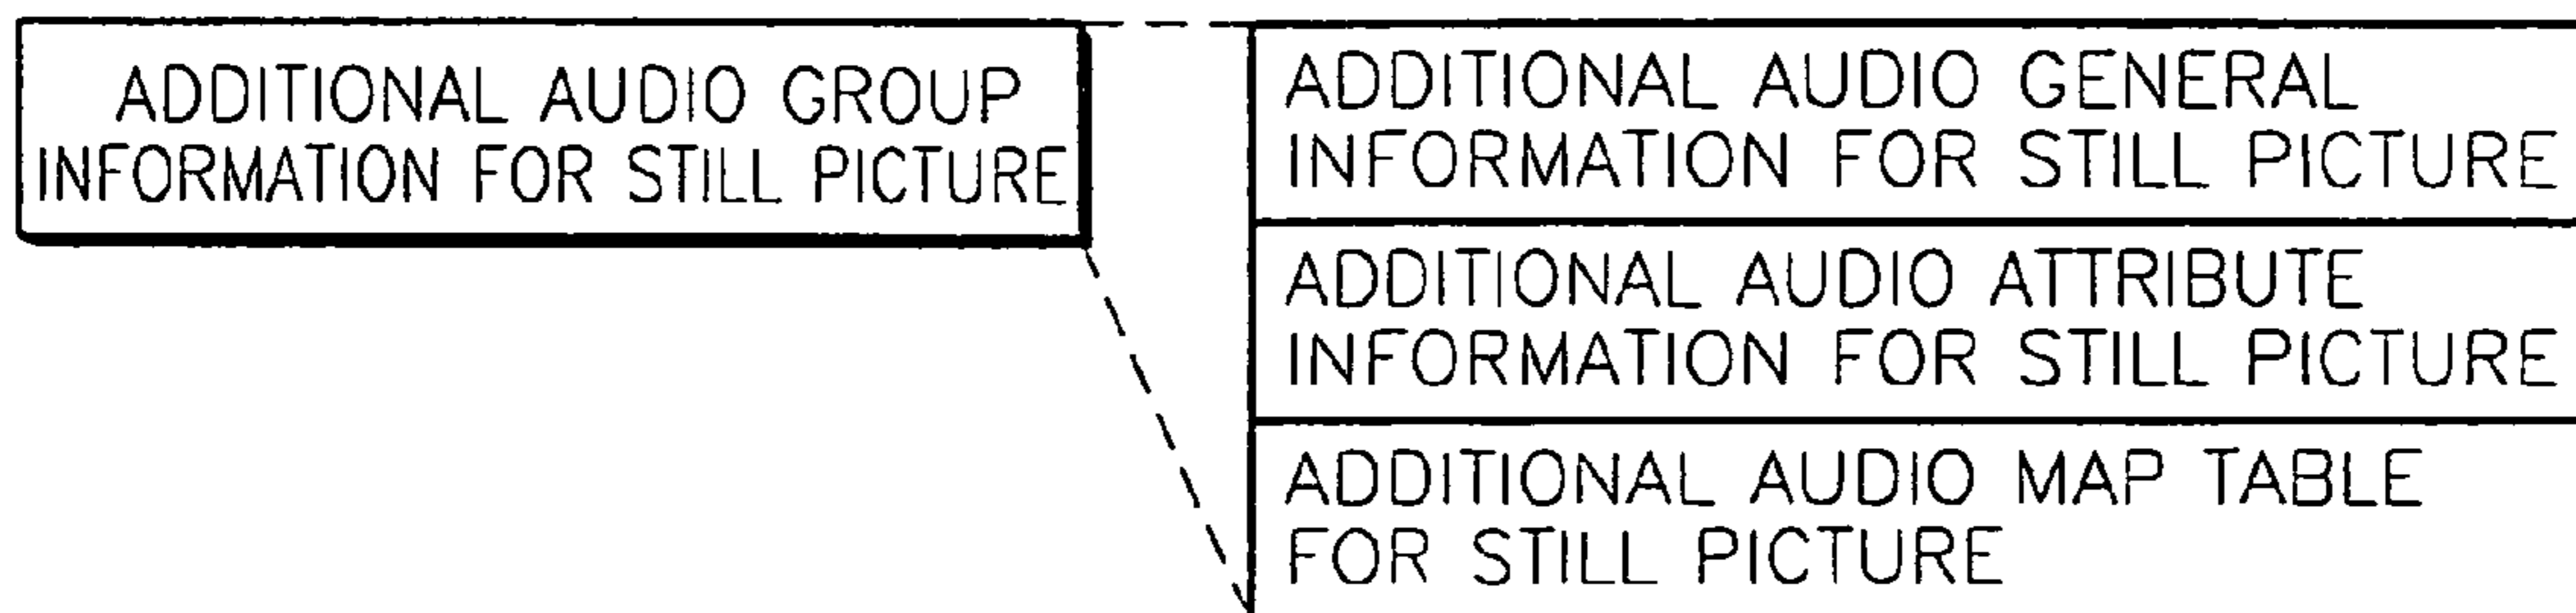 ADDITIONAL AUDIO GROUP
INFORMATION FOR STILL PICTURE
ADDITIONAL AUDIO GENERAL
INFORMATION FOR STILL PICTURE
ADDITIONAL AUDIO ATTRIBUTE
INFORMATION FOR STILL PICTURE
ADDITIONAL AUDIO MAP TABLE
FOR STILL PICTURE